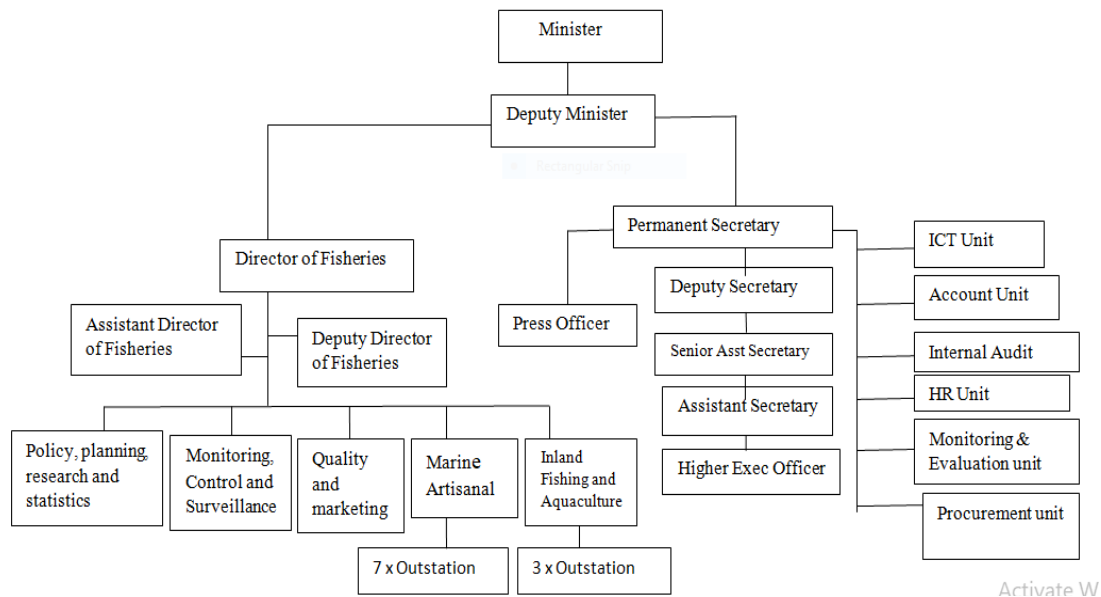 Minister
Deputy Minister
Rectangular Snip
Permanent Secretary
Director of Fisheries
ICT Unit
Deputy Secretary
Account Unit
Assistant Director
of Fisheries
Deputy Director
of Fisheries
Press Officer
Senior Asst Secretary
Internal Audit
HR Unit
Assistant Secretary
Policy, planning,
research and
statistics
Monitoring,
Control and
Surveillance
Quality
and
marketing
Marine
Artisanal
Inland
Fishing and
Aquaculture
Higher Exec Officer
Monitoring &
Evaluation unit
Procurement unit
7 x Outstation
3 x Outstation
Activate W